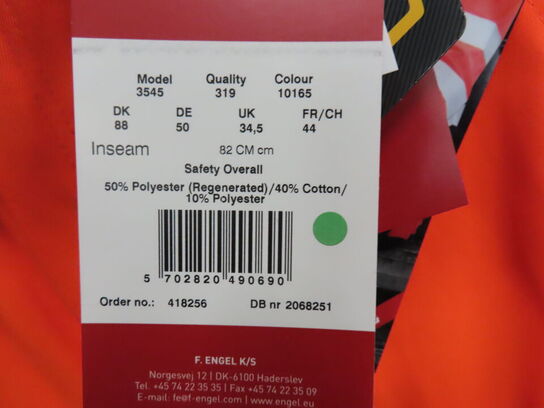 Model Quality Colour
3545 319 10165
DK DE UK FR/CH
88 50 34,5 44
Inseam 82 CM cm
Safety Overall
50% Polyester (Regenerated)/40% Cotton/
10% Polyester
5 702820 490690
Order no.: 418256 DB nr 2068251
F. ENGEL K/S
Norgesvej 12 | DK-6100 Haderslev
Tel. +45 74 22 35 35 | Fax +45 74 22 35 09
E-mail: fe@f-engel.com | www.engel.eu